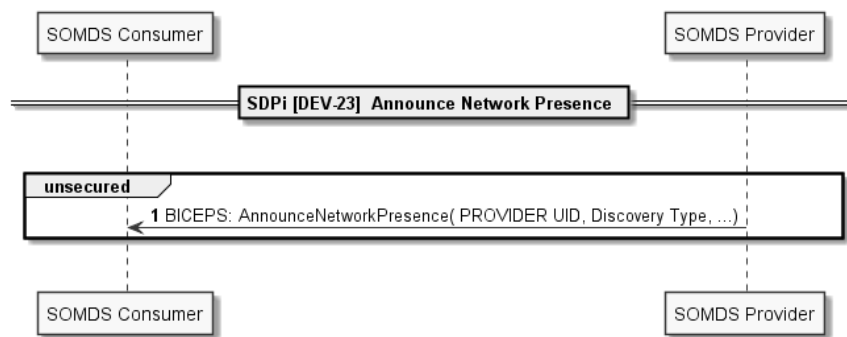 SOMDS Consumer SOMDS Provider
SDPi [DEV-23]  Announce Network Presence
unsecured
1 BICEPS: AnnounceNetworkPresence( PROVIDER UID, Discovery Type, ...)
SOMDS Consumer SOMDS Provider